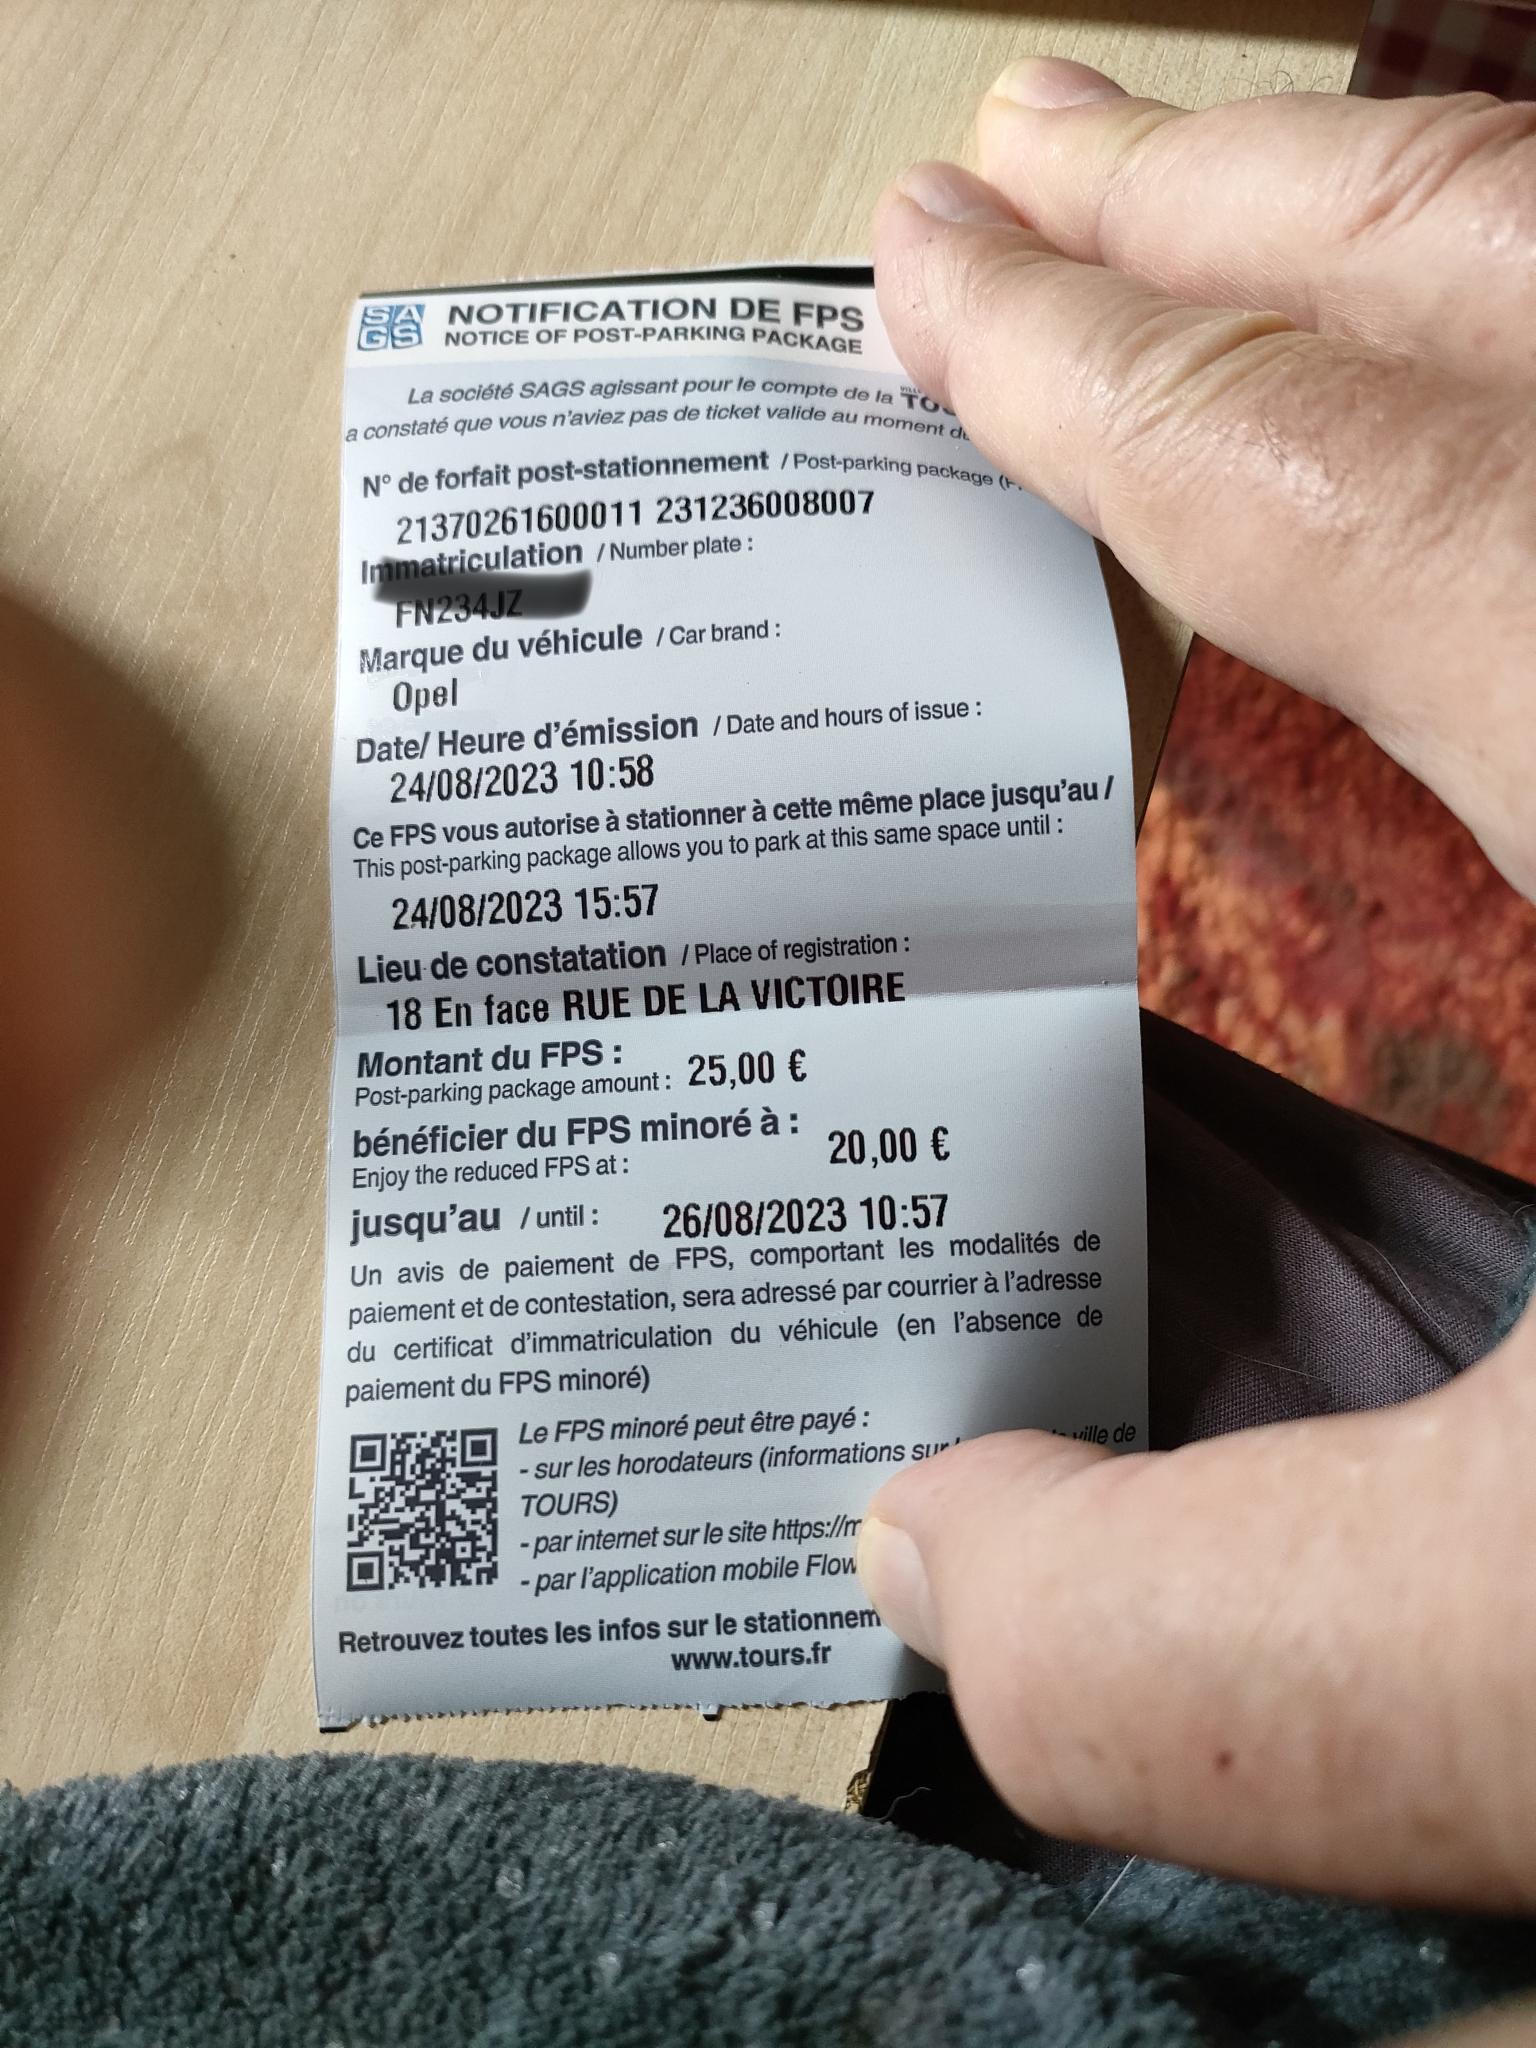 SA
GS
NOTIFICATION DE FPS
NOTICE OF POST-PARKING PACKAGE
La société SAGS agissant pour le compte de la
a constaté que vous n'aviez pas de ticket valide au moment
N° de forfait post-stationnement / Post-parking package
21370261600011 231236008007
Immatriculation / Number plate :
FN234JZ
Marque du véhicule / Car brand :
Opel
Date/ Heure d'émission / Date and hours of issue :
24/08/2023 10:58
Ce FPS vous autorise à stationner à cette même place jusqu'au /
This post-parking package allows you to park at this same space until :
24/08/2023 15:57
Lieu de constatation / Place of registration :
18 En face RUE DE LA VICTOIRE
Montant du FPS :
Post-parking package amount : 25,00 €
bénéficier du FPS minoré à :
Enjoy the reduced FPS at : 20,00 €
jusqu'au / until : 26/08/2023 10:57
Un avis de paiement de FPS, comportant les modalités de
paiement et de contestation, sera adressé par courrier à l'adresse
du certificat d'immatriculation du véhicule (en l'absence de
paiement du FPS minoré)
Le FPS minoré peut être payé :
- sur les horodateurs (informations sur ville de
TOURS)
- par internet sur le site https://m
- par l'application mobile Flow
Retrouvez toutes les infos sur le
www.tours.fr